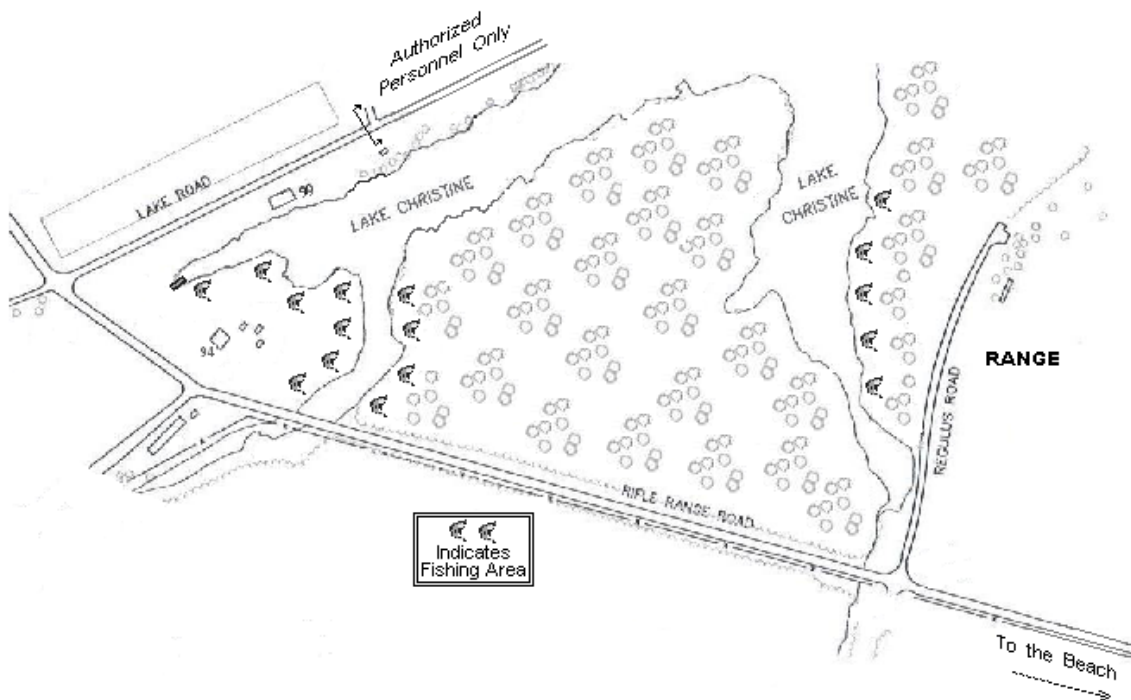 Authorized
Personnel Only
LAKE ROAD
90
LAKE CHRISTINE
LAKE
CHRISTINE
94
RANGE
REGULUS ROAD
RIFLE RANGE ROAD
Indicates
Fishing Area
To the Beach